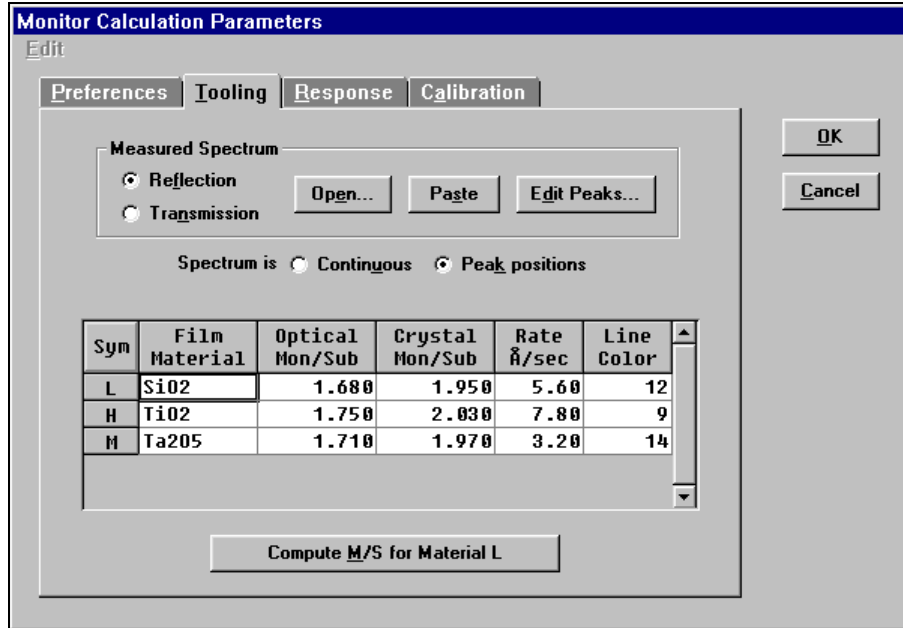 Monitor Calculation Parameters
Edit
Preferences Tooling Response Calibration
Measured Spectrum
Reflection
Transmission
Open... Paste Edit Peaks...
OK
Cancel
Spectrum is Continuous Peak positions
Sym Film Material Optical Mon/Sub Crystal Mon/Sub Rate Å/sec Line Color
L SiO2 1.680 1.950 5.60 12
H TiO2 1.750 2.030 7.80 9
M Ta2O5 1.710 1.970 3.20 14
Compute M/S for Material L